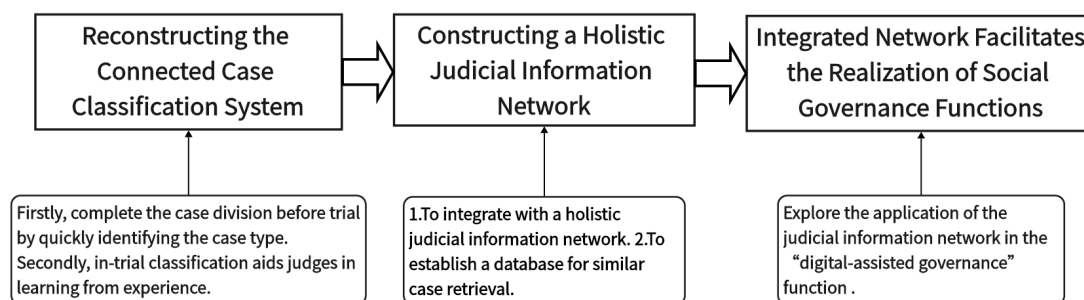 Reconstructing the
Connected Case
Classification System
Constructing a Holistic
Judicial Information
Network
Integrated Network Facilitates
the Realization of Social
Governance Functions
Firstly, complete the case division before trial
by quickly identifying the case type.
Secondly, in-trial classification aids judges in
learning from experience.
1.To integrate with a holistic
judicial information network. 2.To
establish a database for similar
case retrieval.
Explore the application of the
judicial information network in the
“digital-assisted governance”
function .